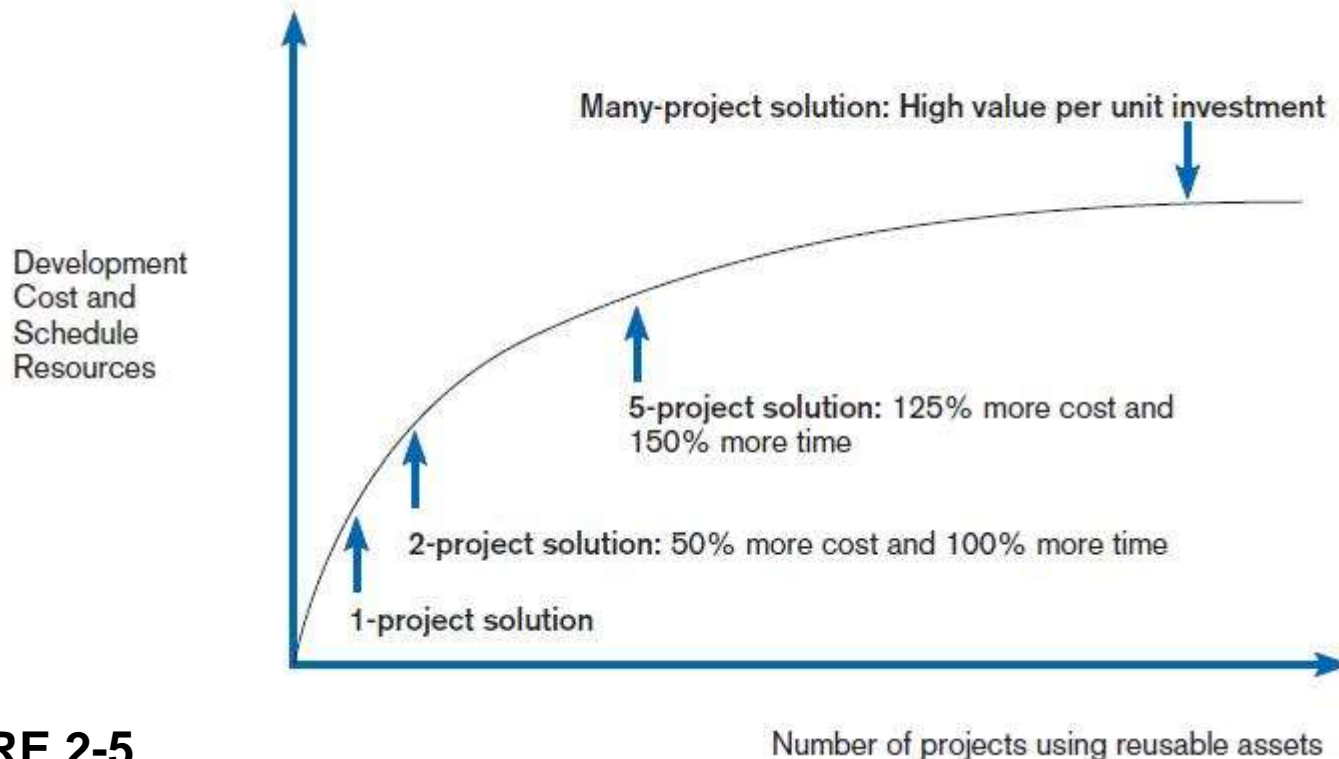 Many-project solution: High value per unit investment
Development
Cost and
Schedule
Resources
5-project solution: 125% more cost and
150% more time
2-project solution: 50% more cost and 100% more time
1-project solution
Number of projects using reusable assets
RE 2-5